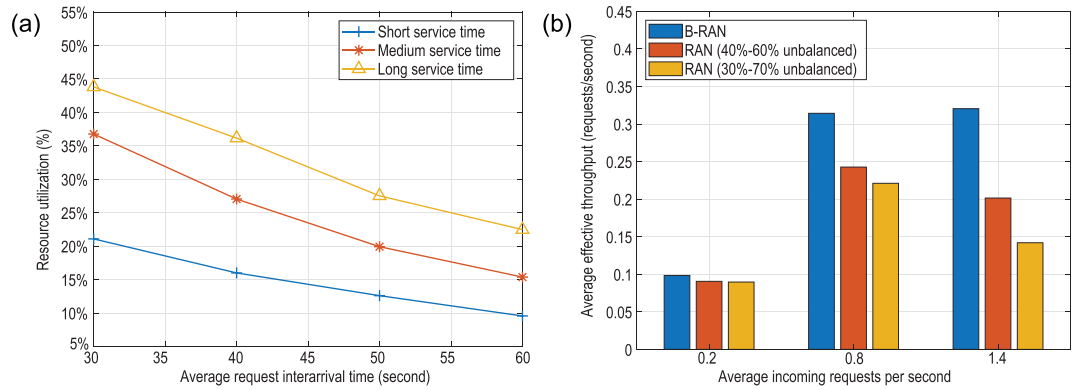 (a)
55%
50%
45%
40%
35%
30%
25%
20%
15%
10%
5%
Resource utilization (%)
Short service time
Medium service time
Long service time
30
35
40
45
50
55
60
Average request interarrival time (second)
(b)
0.45
0.4
0.35
0.3
0.25
0.2
0.15
0.1
0.05
0
Average effective throughput (requests/second)
B-RAN
RAN (40%-60% unbalanced)
RAN (30%-70% unbalanced)
0.2
0.8
1.4
Average incoming requests per second